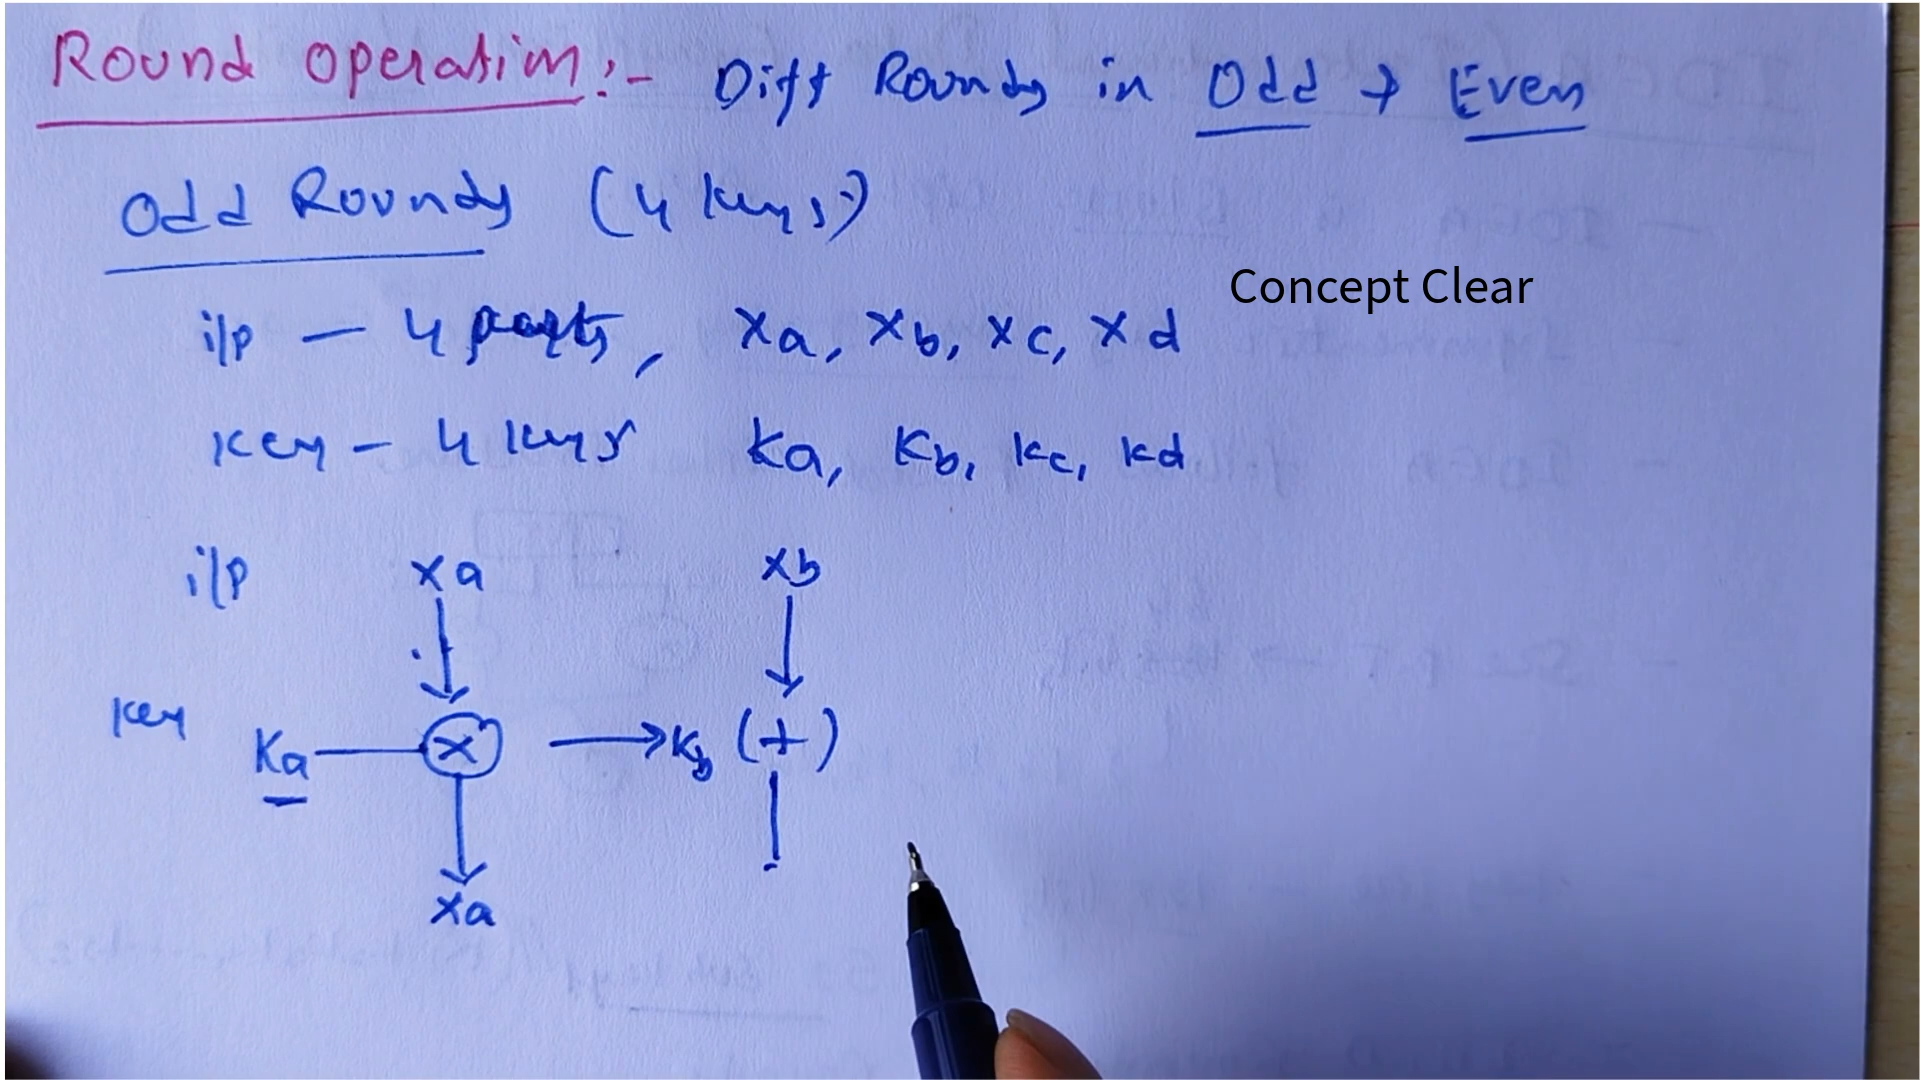 Round operation :- Diff Rounds in Odd & Even
Odd Rounds (4 keys)
Concept Clear
i/p - 4 parts, Xa, Xb, Xc, Xd
Key - 4 keys Ka, Kb, Kc, Kd
i/p Xa Xb
Key
Ka X Kb (+)
Xa